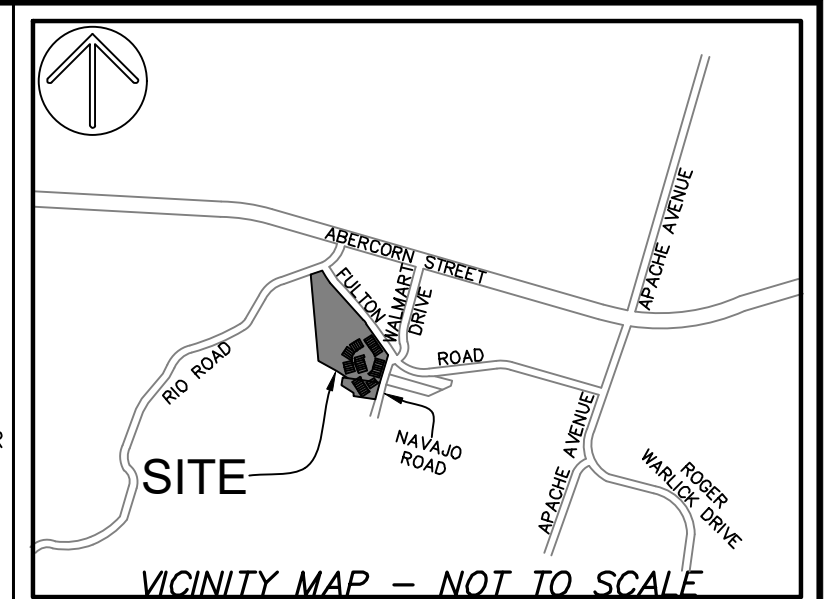 APACHE AVENUE
ABERCORN STREET
FULTON
WALMART
DRIVE
ROAD
RIO ROAD
NAVAJO
ROAD
SITE
APACHE AVENUE
ROGER
WARLICK DRIVE
VICINITY MAP - NOT TO SCALE